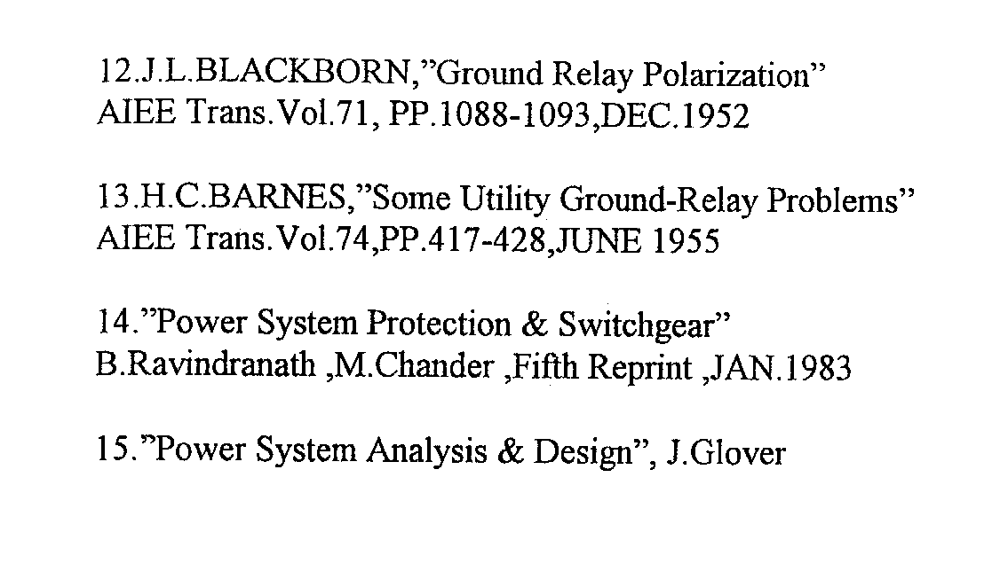 12.J.L.BLACKBORN,”Ground Relay Polarization”
AIEE Trans.Vol.71, PP.1088-1093,DEC.1952
13.H.C.BARNES,”Some Utility Ground-Relay Problems”
AIEE Trans.Vol.74,PP.417-428,JUNE 1955
14.”Power System Protection & Switchgear”
B.Ravindranath ,M.Chander ,Fifth Reprint ,JAN.1983
15.”Power System Analysis & Design”, J.Glover